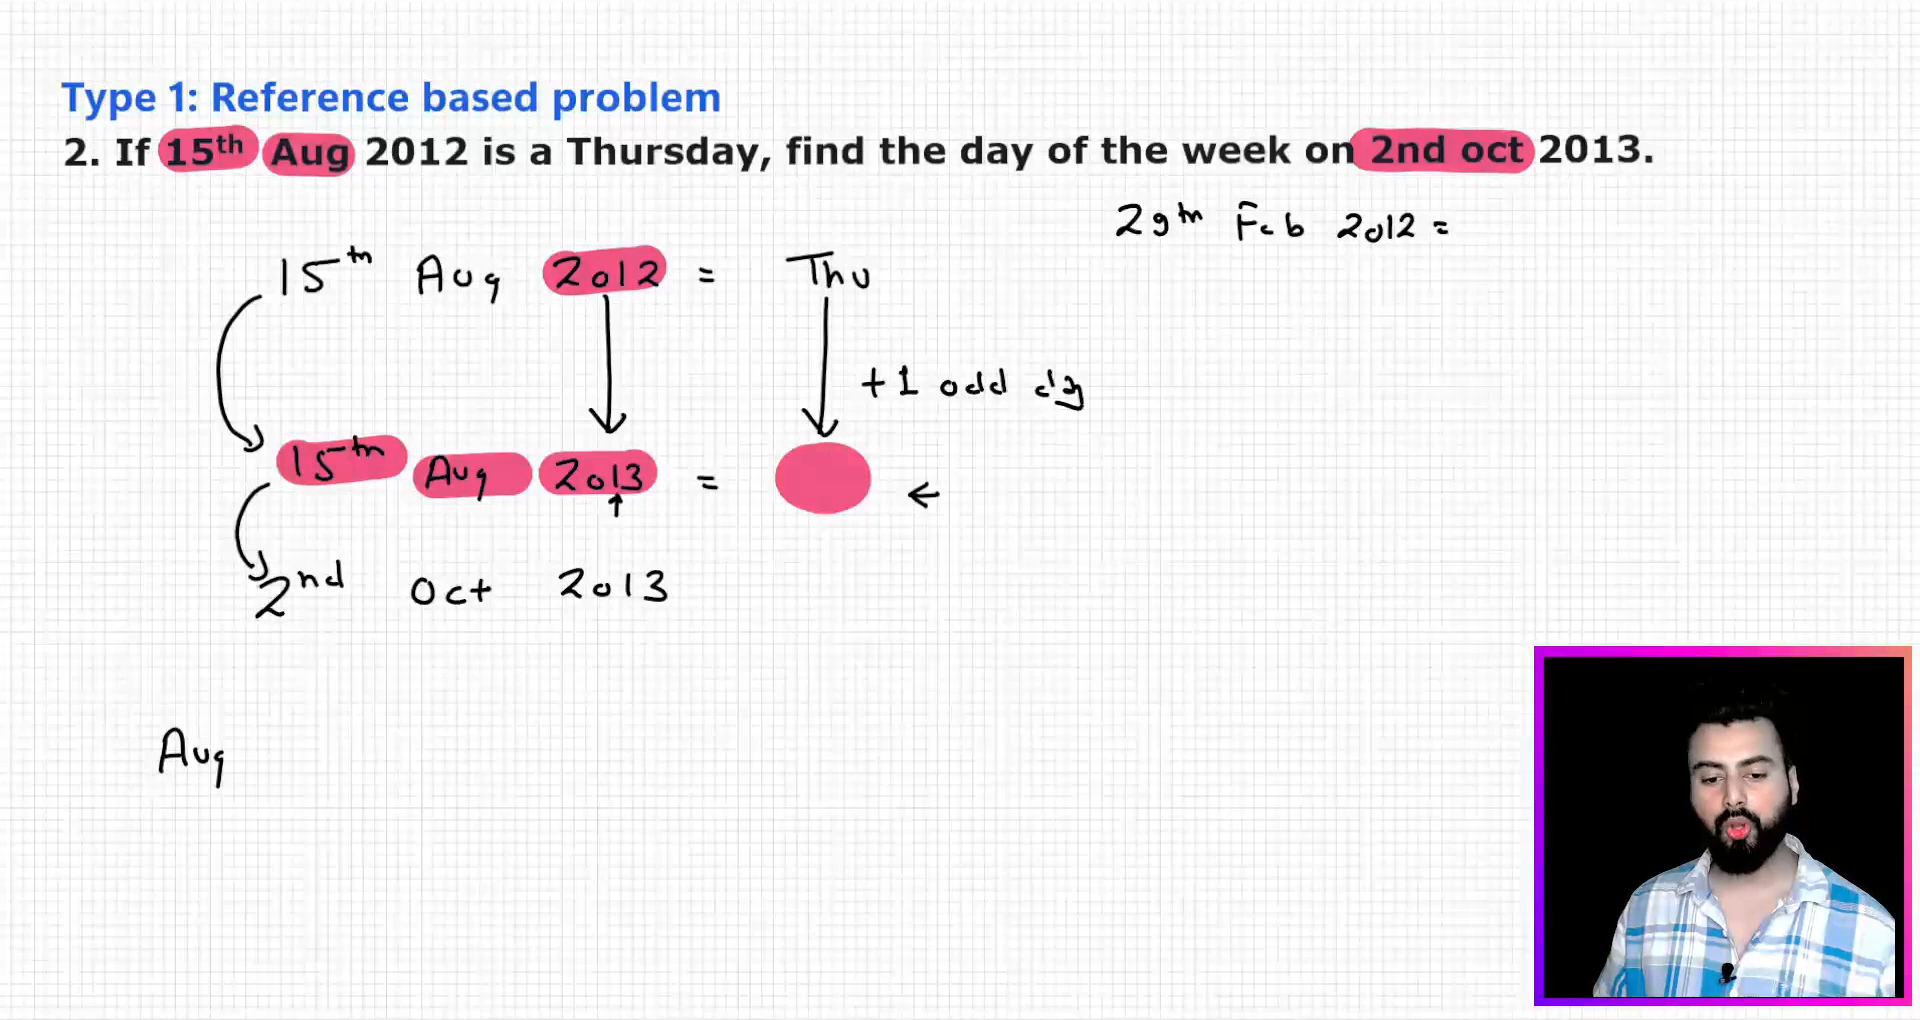 Type 1: Reference based problem
2. If 15th Aug 2012 is a Thursday, find the day of the week on 2nd oct 2013.
29th Feb 2012 =
15th Aug 2012 = Thu
+1 odd day
15th Aug 2013 = ←
2nd Oct 2013
Aug